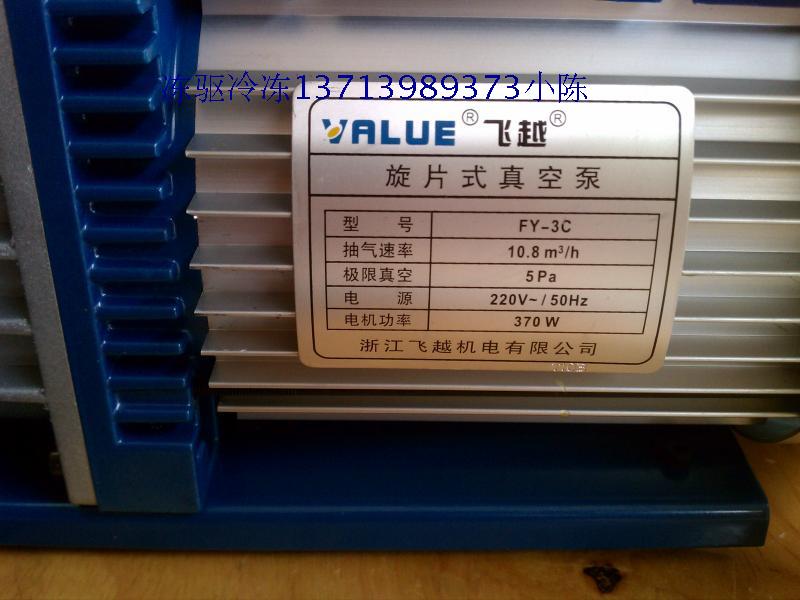 冻驱冷冻13713989373小陈
VALUE® 飞越®
旋片式真空泵
型号 FY-3C
抽气速率 10.8 m³/h
极限真空 5Pa
电源 220V~/50Hz
电机功率 370W
浙江飞越机电有限公司